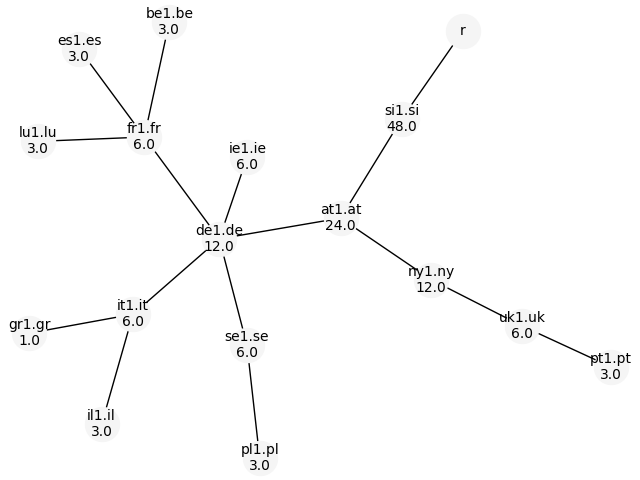 be1.be
3.0
r
es1.es
3.0
si1.si
48.0
fr1.fr
6.0
lu1.lu
3.0
ie1.ie
6.0
at1.at
24.0
de1.de
12.0
ny1.ny
12.0
it1.it
6.0
uk1.uk
6.0
gr1.gr
1.0
se1.se
6.0
pt1.pt
3.0
il1.il
3.0
pl1.pl
3.0